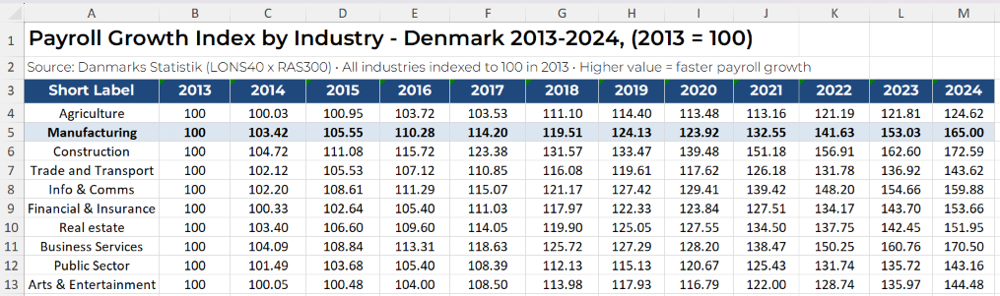 A B C D E F G H I J K L M
1 Payroll Growth Index by Industry - Denmark 2013-2024, (2013 = 100)
2 Source: Danmarks Statistik (LONS40 x RAS300) · All industries indexed to 100 in 2013 · Higher value = faster payroll growth
3 Short Label 2013 2014 2015 2016 2017 2018 2019 2020 2021 2022 2023 2024
4 Agriculture 100 100.03 100.95 103.72 103.53 111.10 114.40 113.48 113.16 121.19 121.81 124.62
5 Manufacturing 100 103.42 105.55 110.28 114.20 119.51 124.13 123.92 132.55 141.63 153.03 165.00
6 Construction 100 104.72 111.08 115.72 123.38 131.57 133.47 139.48 151.18 156.91 162.60 172.59
7 Trade and Transport 100 102.12 105.53 107.12 110.85 116.08 119.61 117.62 126.18 131.78 136.92 143.62
8 Info & Comms 100 102.20 108.61 111.29 115.07 121.17 127.42 129.41 139.42 148.20 154.66 159.88
9 Financial & Insurance 100 100.33 102.64 105.40 111.03 117.97 122.33 123.84 127.51 134.17 143.70 153.66
10 Real estate 100 103.40 106.60 109.60 114.05 119.90 125.05 127.55 134.50 137.75 142.45 151.95
11 Business Services 100 104.09 108.84 113.31 118.63 125.72 127.29 128.20 138.47 150.25 160.76 170.50
12 Public Sector 100 101.49 103.68 105.40 108.39 112.13 115.13 120.67 125.43 131.74 135.72 143.16
13 Arts & Entertainment 100 100.05 100.48 104.00 108.50 113.98 117.93 116.79 122.00 128.74 135.97 144.48